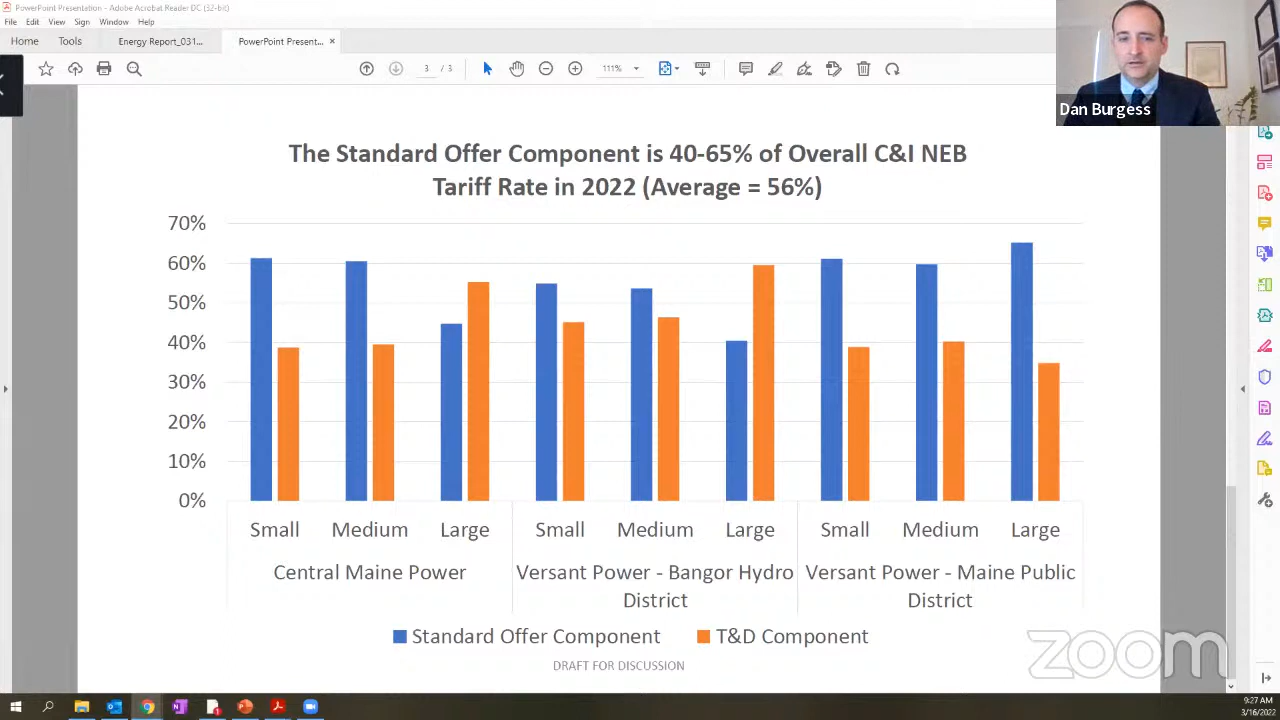 PowerPoint Presentation - Adobe Acrobat Reader DC (32-bit)
File Edit View Sign Window Help
Home Tools Energy Report_031... PowerPoint Present... ×
3 / 3 111%
Dan Burgess
The Standard Offer Component is 40-65% of Overall C&I NEB
Tariff Rate in 2022 (Average = 56%)
70%
60%
50%
40%
30%
20%
10%
0%
Small Medium Large Small Medium Large Small Medium Large
Central Maine Power Versant Power - Bangor Hydro District Versant Power - Maine Public District
Standard Offer Component T&D Component
DRAFT FOR DISCUSSION
zoom
9:27 AM
3/16/2022